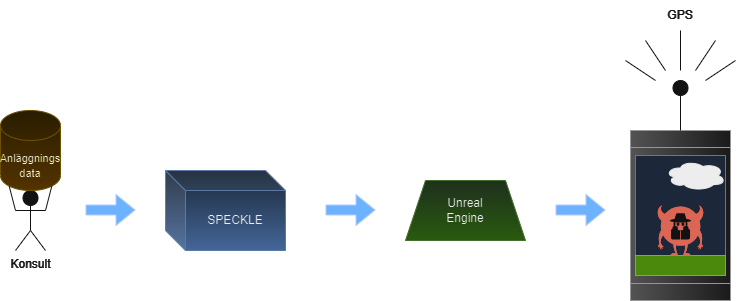 GPS
Anläggnings
data
SPECKLE
Unreal
Engine
Konsult